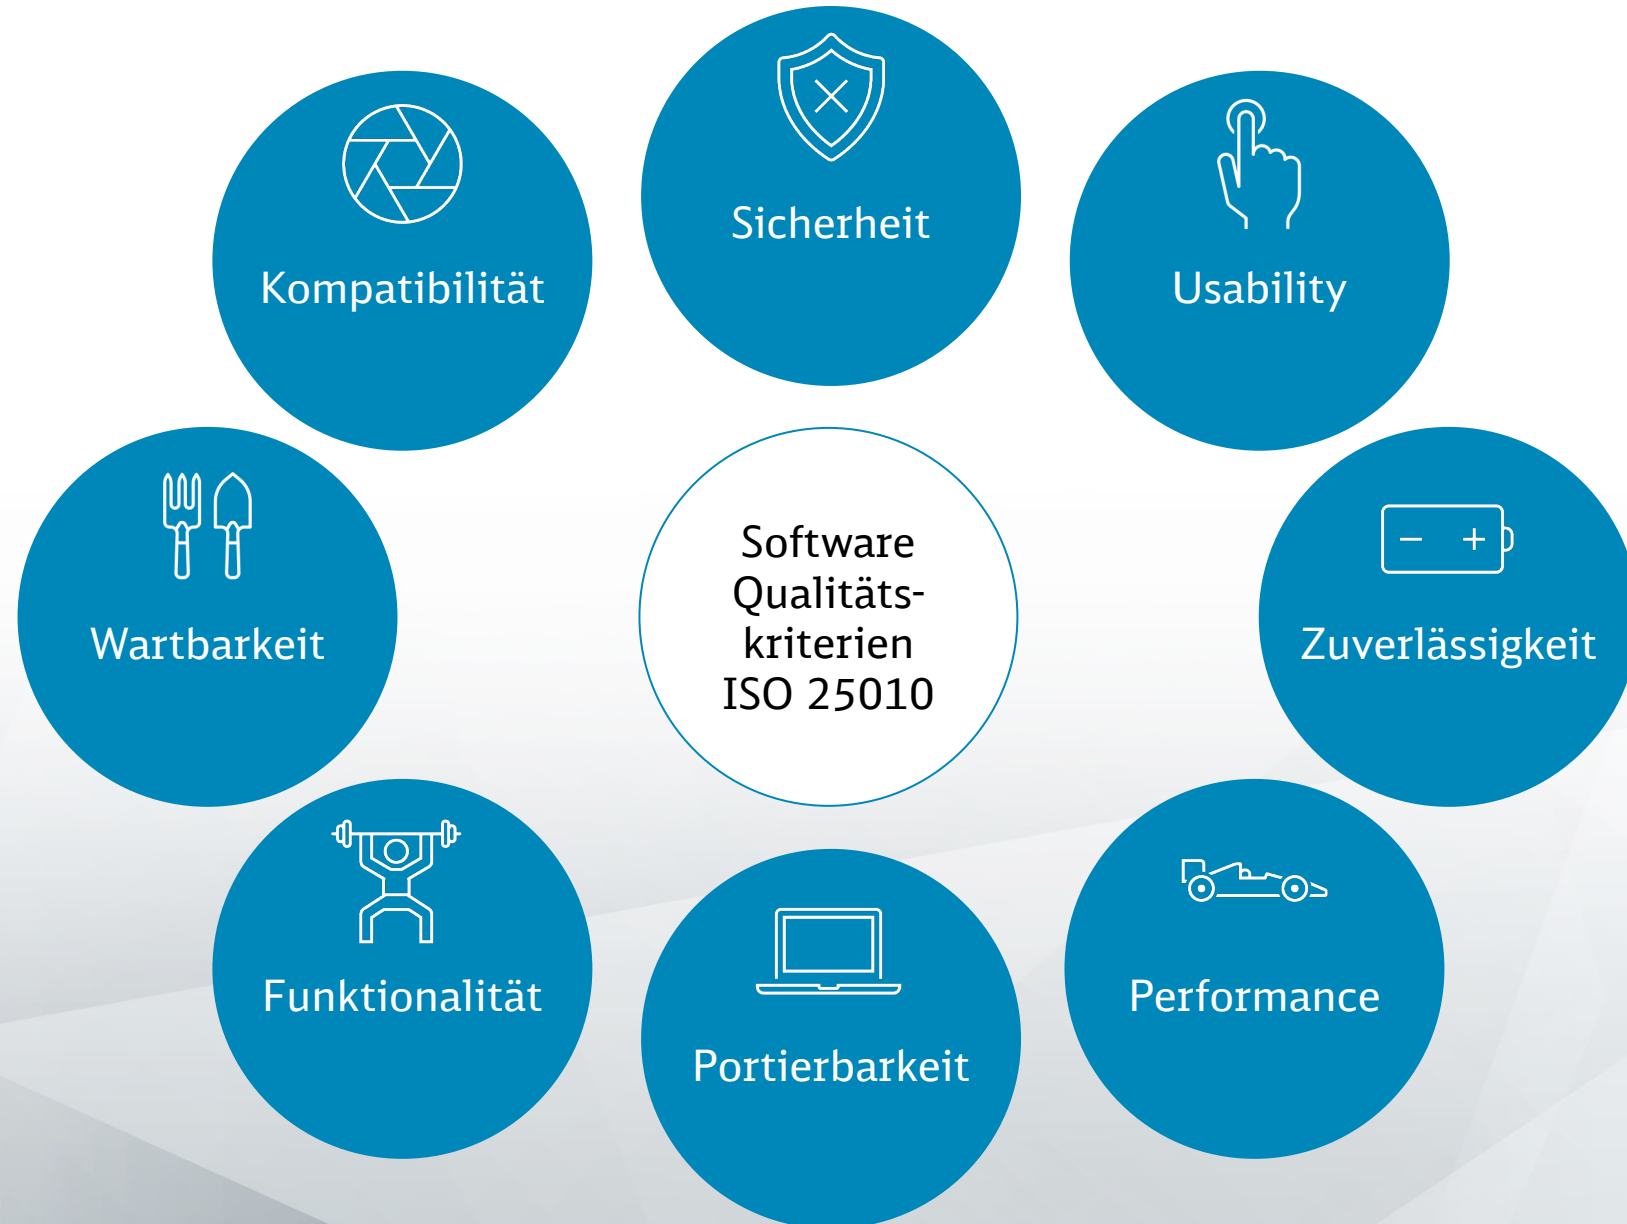 Sicherheit
Kompatibilität
Usability
Software
Qualitäts-
kriterien
ISO 25010
Wartbarkeit
Zuverlässigkeit
Funktionalität
Performance
Portierbarkeit